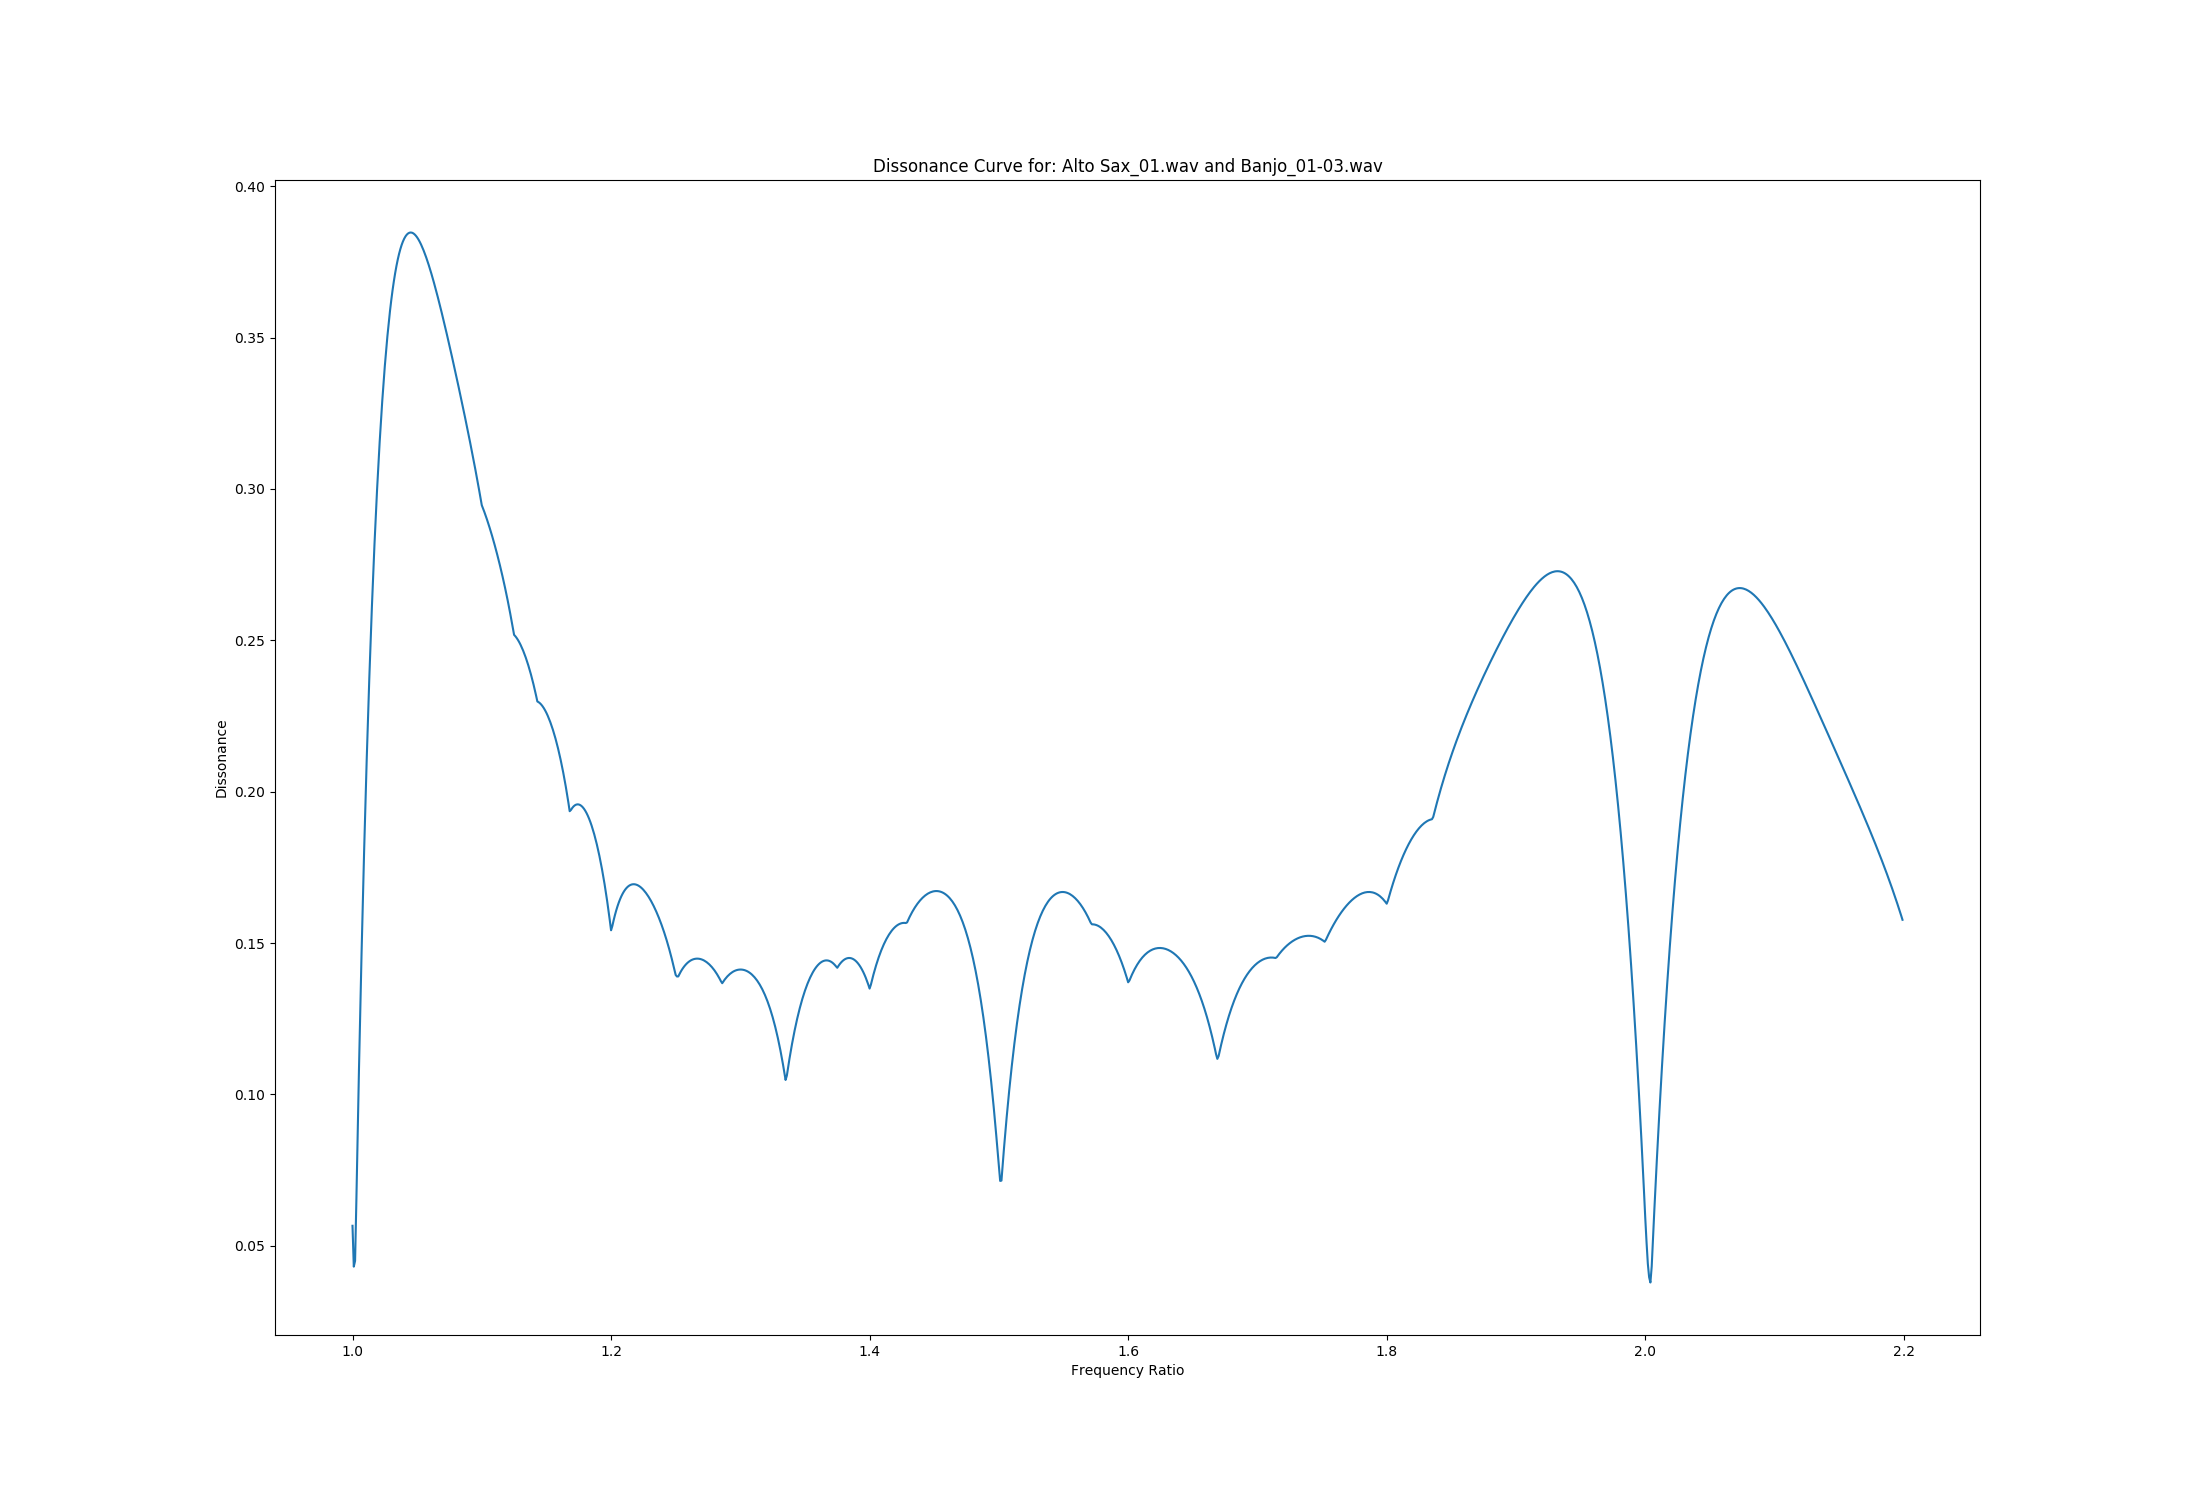 Dissonance Curve for: Alto Sax_01.wav and Banjo_01-03.wav
0.40
0.35
0.30
0.25
0.20
0.15
0.10
0.05
Dissonance
1.0 1.2 1.4 1.6 1.8 2.0 2.2
Frequency Ratio